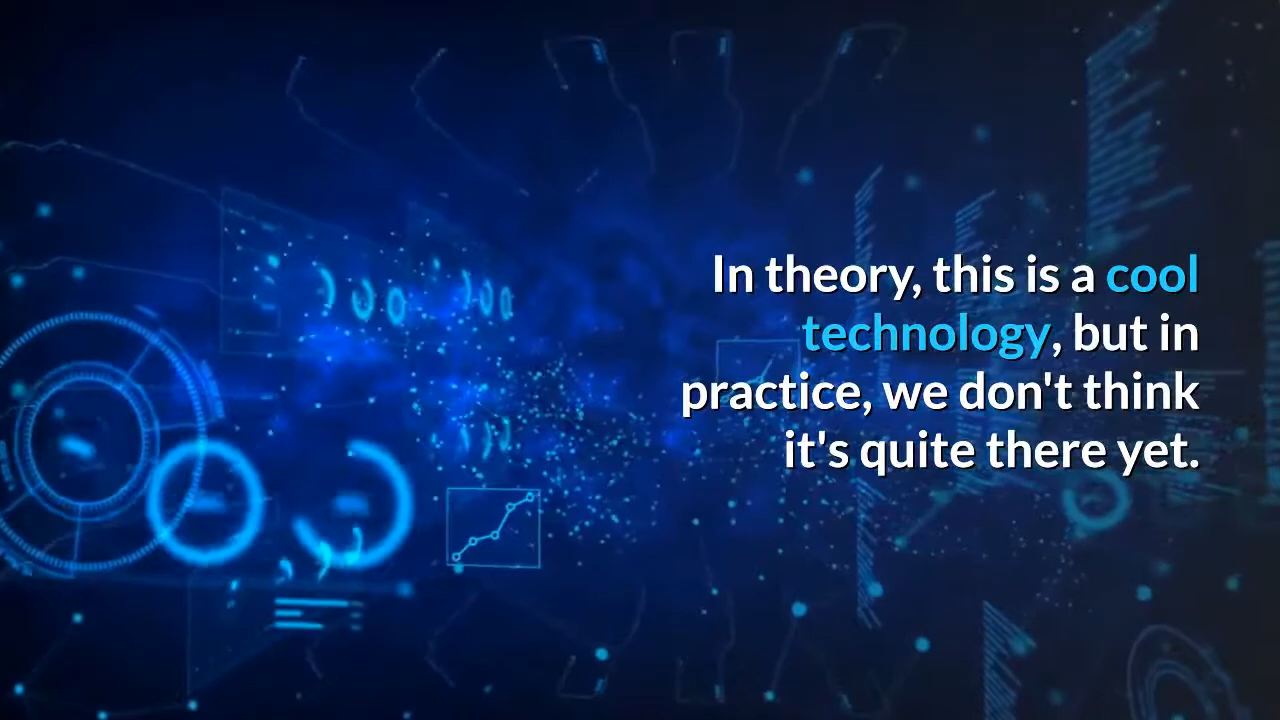 In theory, this is a cool
technology, but in
practice, we don't think
it's quite there yet.